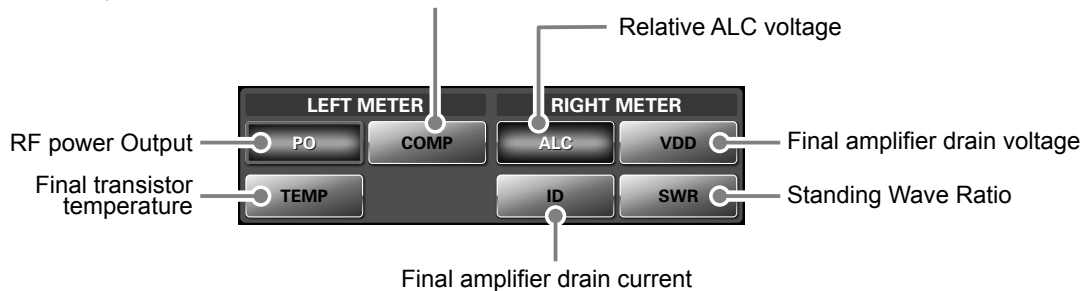 Relative ALC voltage
LEFT METER
RIGHT METER
RF power Output
PO
COMP
ALC
VDD
Final amplifier drain voltage
Final transistor
temperature
TEMP
ID
SWR
Standing Wave Ratio
Final amplifier drain current